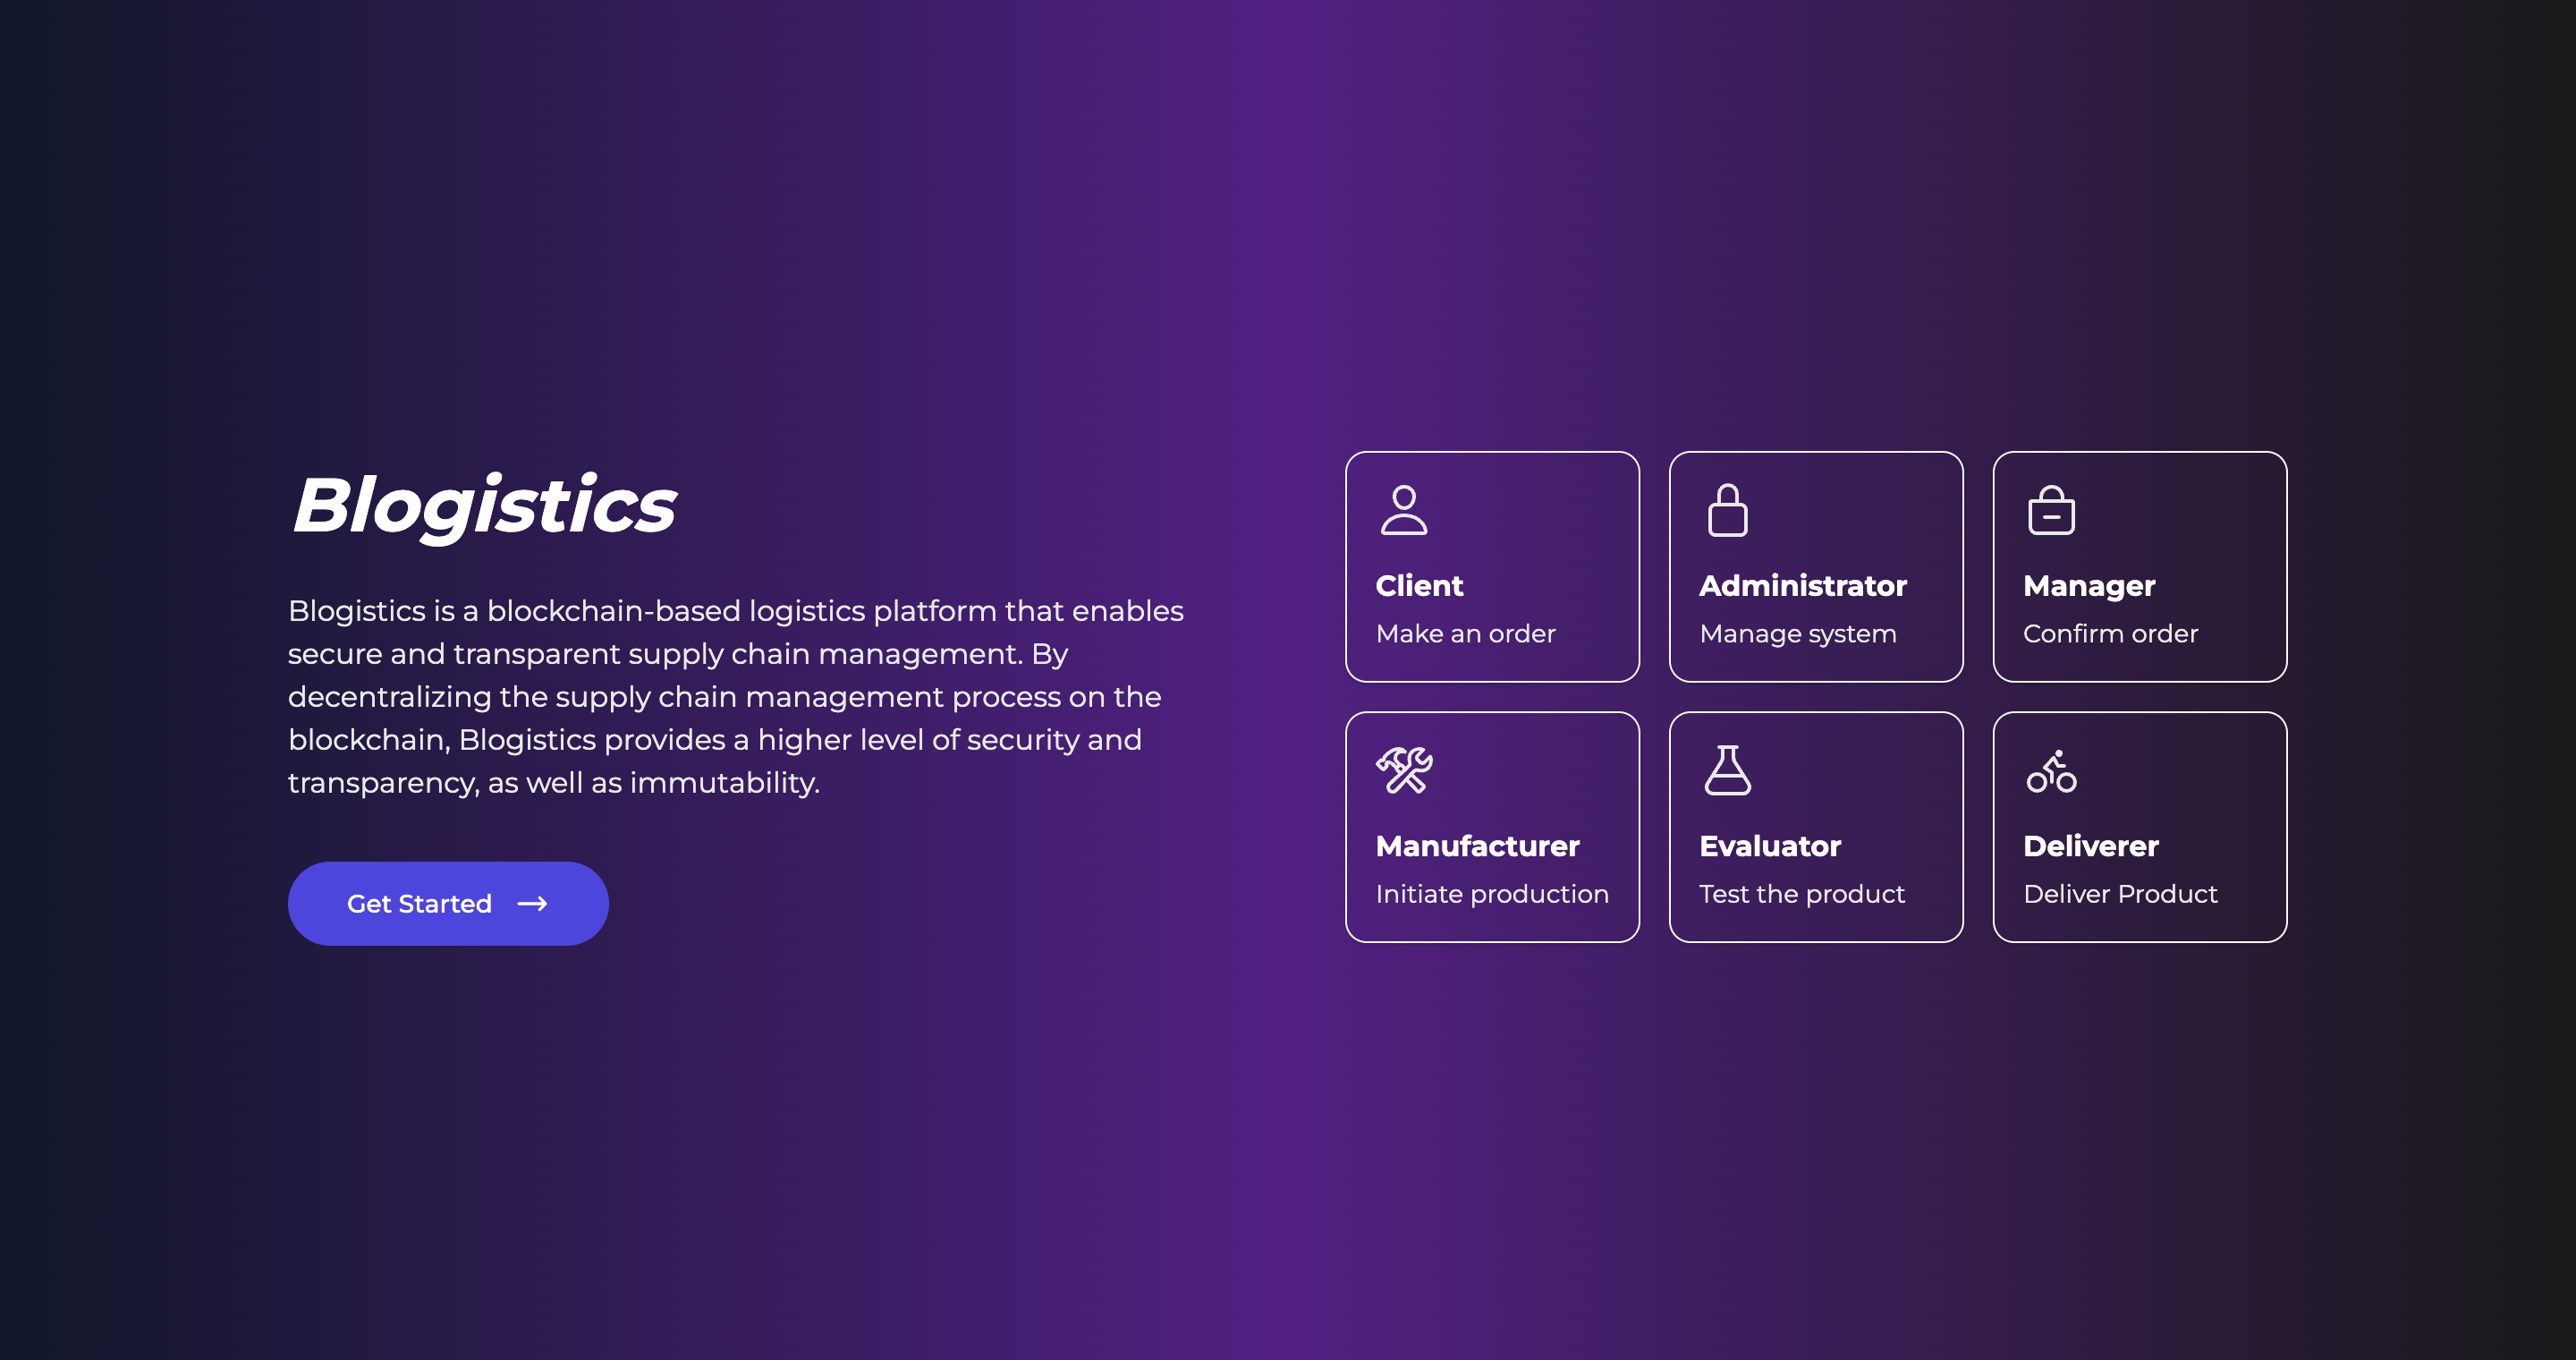 Blogistics
Blogistics is a blockchain-based logistics platform that enables
secure and transparent supply chain management. By
decentralizing the supply chain management process on the
blockchain, Blogistics provides a higher level of security and
transparency, as well as immutability.
Get Started
Client
Make an order
Administrator
Manage system
Manager
Confirm order
Manufacturer
Initiate production
Evaluator
Test the product
Deliverer
Deliver Product